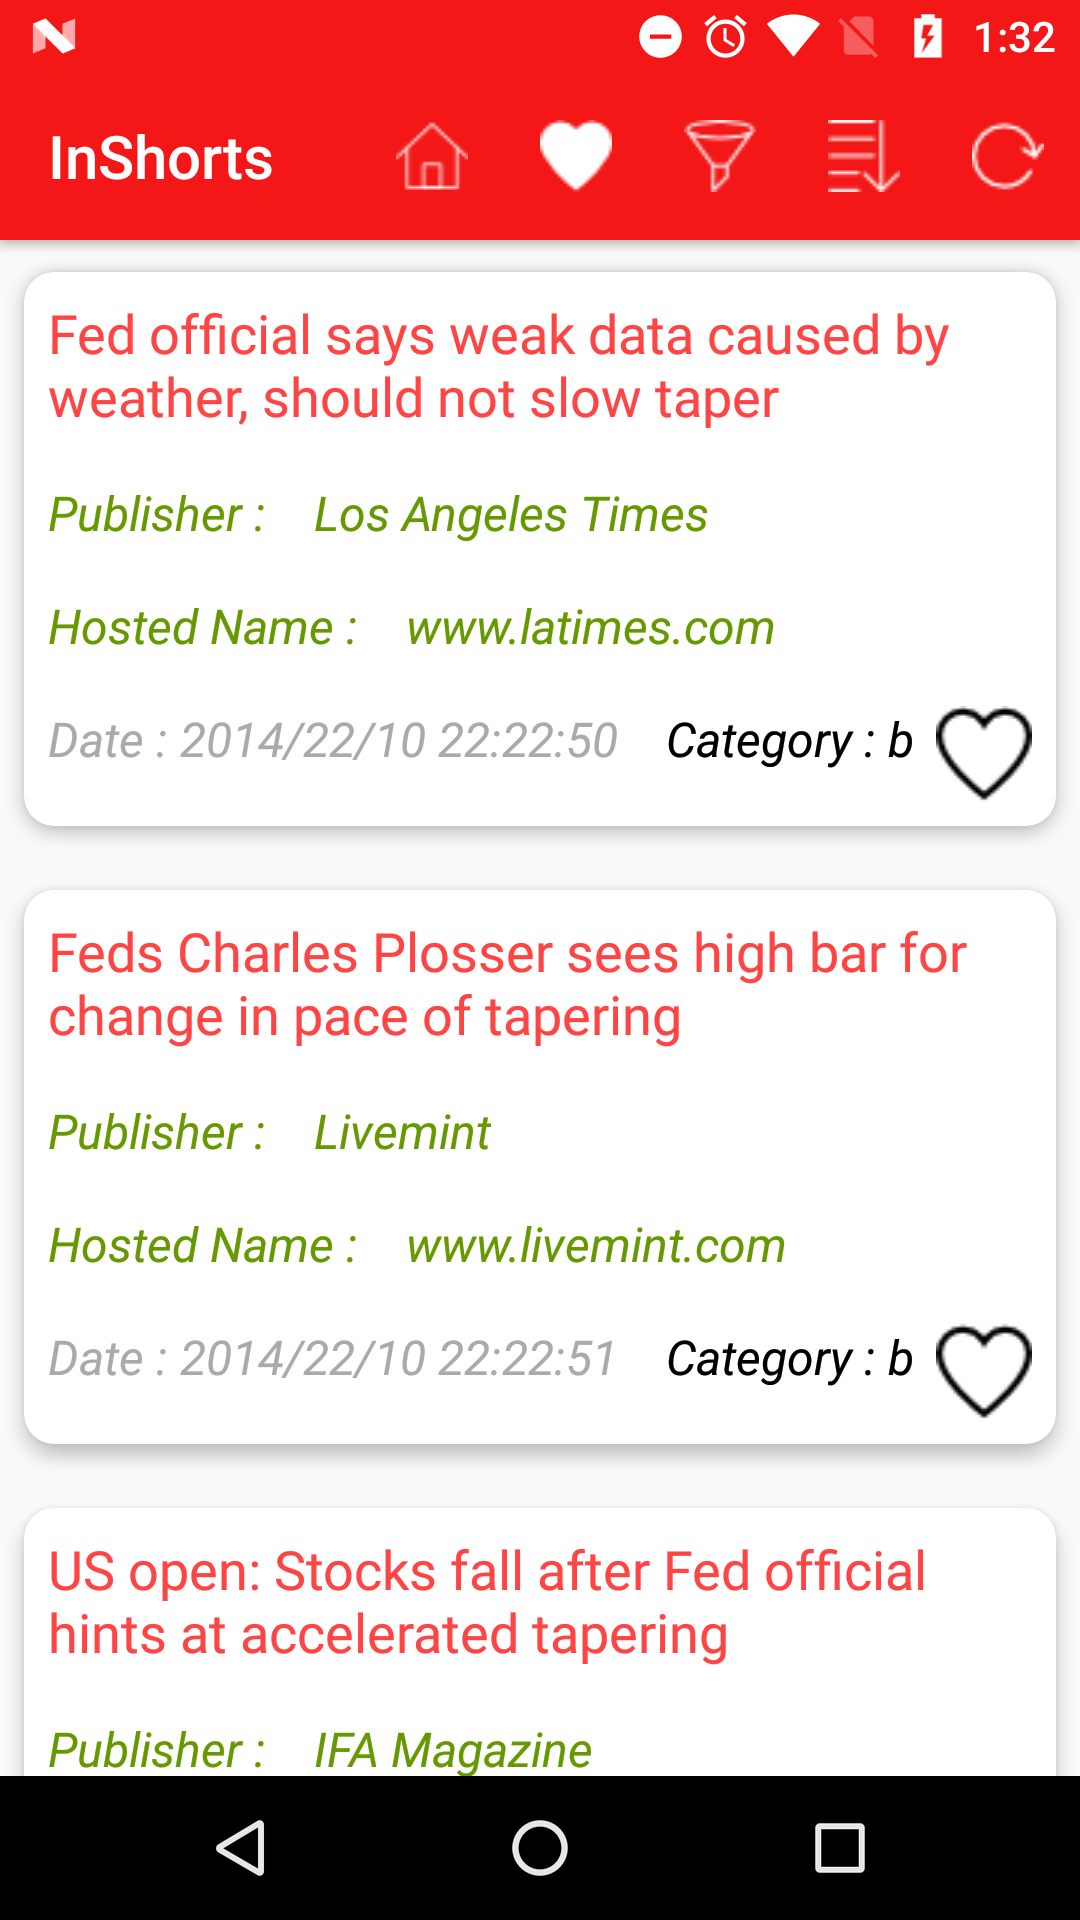 1:32
InShorts
Fed official says weak data caused by
weather, should not slow taper
Publisher : Los Angeles Times
Hosted Name : www.latimes.com
Date : 2014/22/10 22:22:50 Category : b
Feds Charles Plosser sees high bar for
change in pace of tapering
Publisher : Livemint
Hosted Name : www.livemint.com
Date : 2014/22/10 22:22:51 Category : b
US open: Stocks fall after Fed official
hints at accelerated tapering
Publisher : IFA Magazine